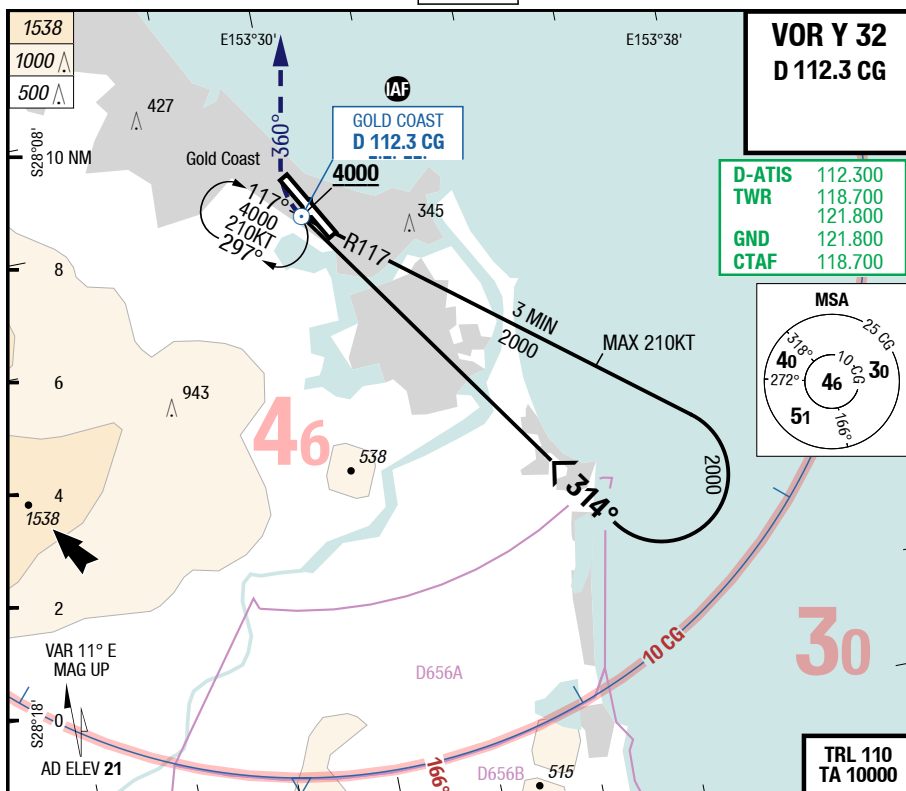 1538
1000
500
E153°30'
E153°38'
VOR Y 32
D 112.3 CG
IAF
427
GOLD COAST
D 112.3 CG
360°
S28°08'
10 NM
Gold Coast
4000
D-ATIS 112.300
TWR 118.700
121.800
GND 121.800
CTAF 118.700
117°
4000
210KT
297°
345
R117
8
MSA
25 CG
318°
10 CG
40
30
272°
46
51
166°
3 MIN
2000
MAX 210KT
6
943
46
538
2000
314°
4
1538
2
VAR 11° E
MAG UP
10 CG
30
D656A
S28°18'
0
AD ELEV 21
166°
D656B
515
TRL 110
TA 10000